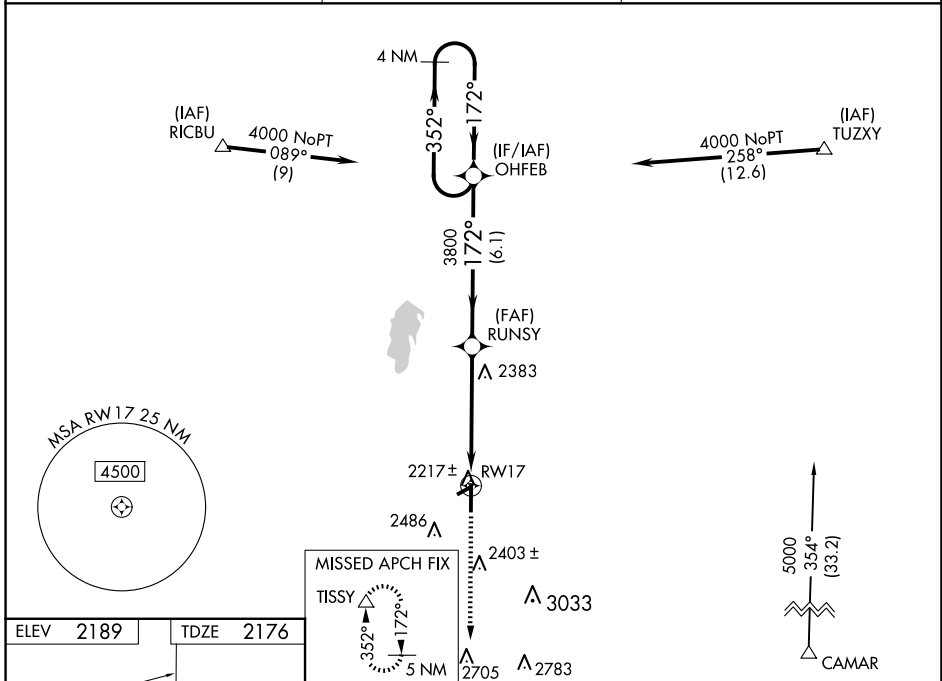 4 NM
352°
172°
(IAF)
RICBU
4000 NoPT
089°
(9)
(IF/IAF)
OHFEB
(IAF)
TUZXY
4000 NoPT
258°
(12.6)
3800
172°
(6.1)
(FAF)
RUNSY
2383
MSA RW17 25 NM
4500
2217 ±
RW17
2486
2403 ±
3033
2705
2783
MISSED APCH FIX
TISSY
352°
172°
5 NM
5000
354°
(33.2)
CAMAR
ELEV 2189
TDZE 2176